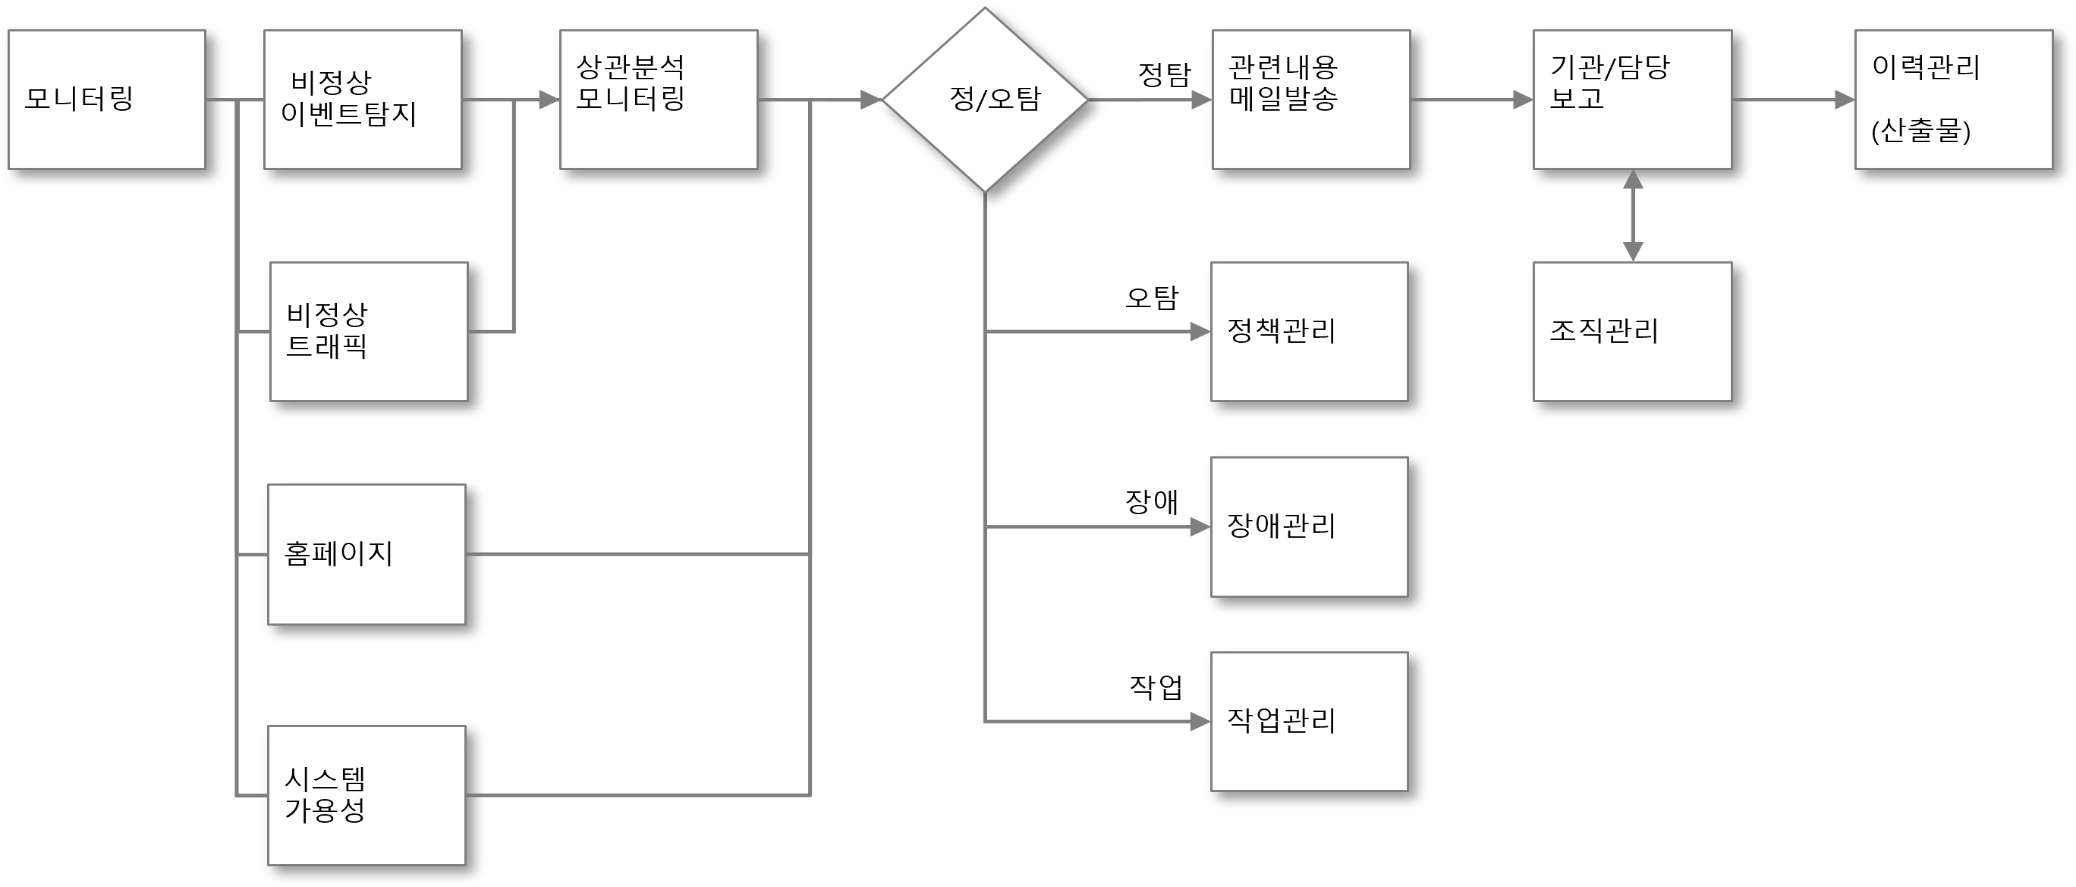 모니터링
비정상
이벤트탐지
상관분석
모니터링
정/오탐
정탐
관련내용
메일발송
기관/담당
보고
이력관리
(산출물)
비정상
트래픽
오탐
정책관리
조직관리
홈페이지
장애
장애관리
작업
작업관리
시스템
가용성